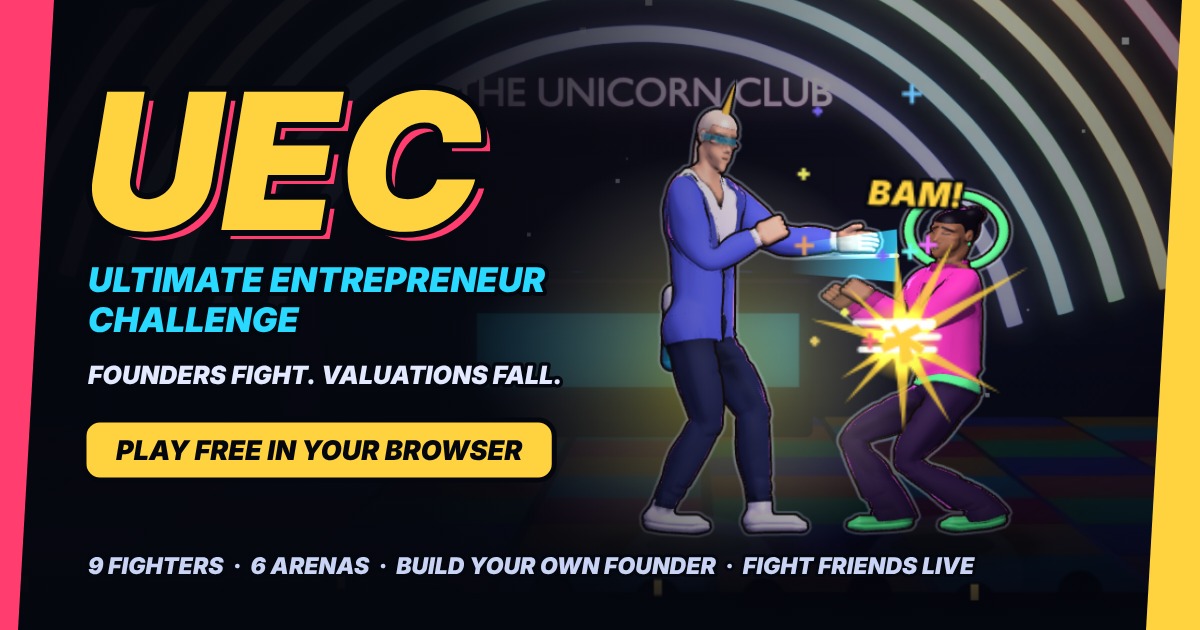 THE UNICORN CLUB
UEC
BAM!
ULTIMATE ENTREPRENEUR
CHALLENGE
FOUNDERS FIGHT. VALUATIONS FALL.
PLAY FREE IN YOUR BROWSER
9 FIGHTERS · 6 ARENAS · BUILD YOUR OWN FOUNDER · FIGHT FRIENDS LIVE